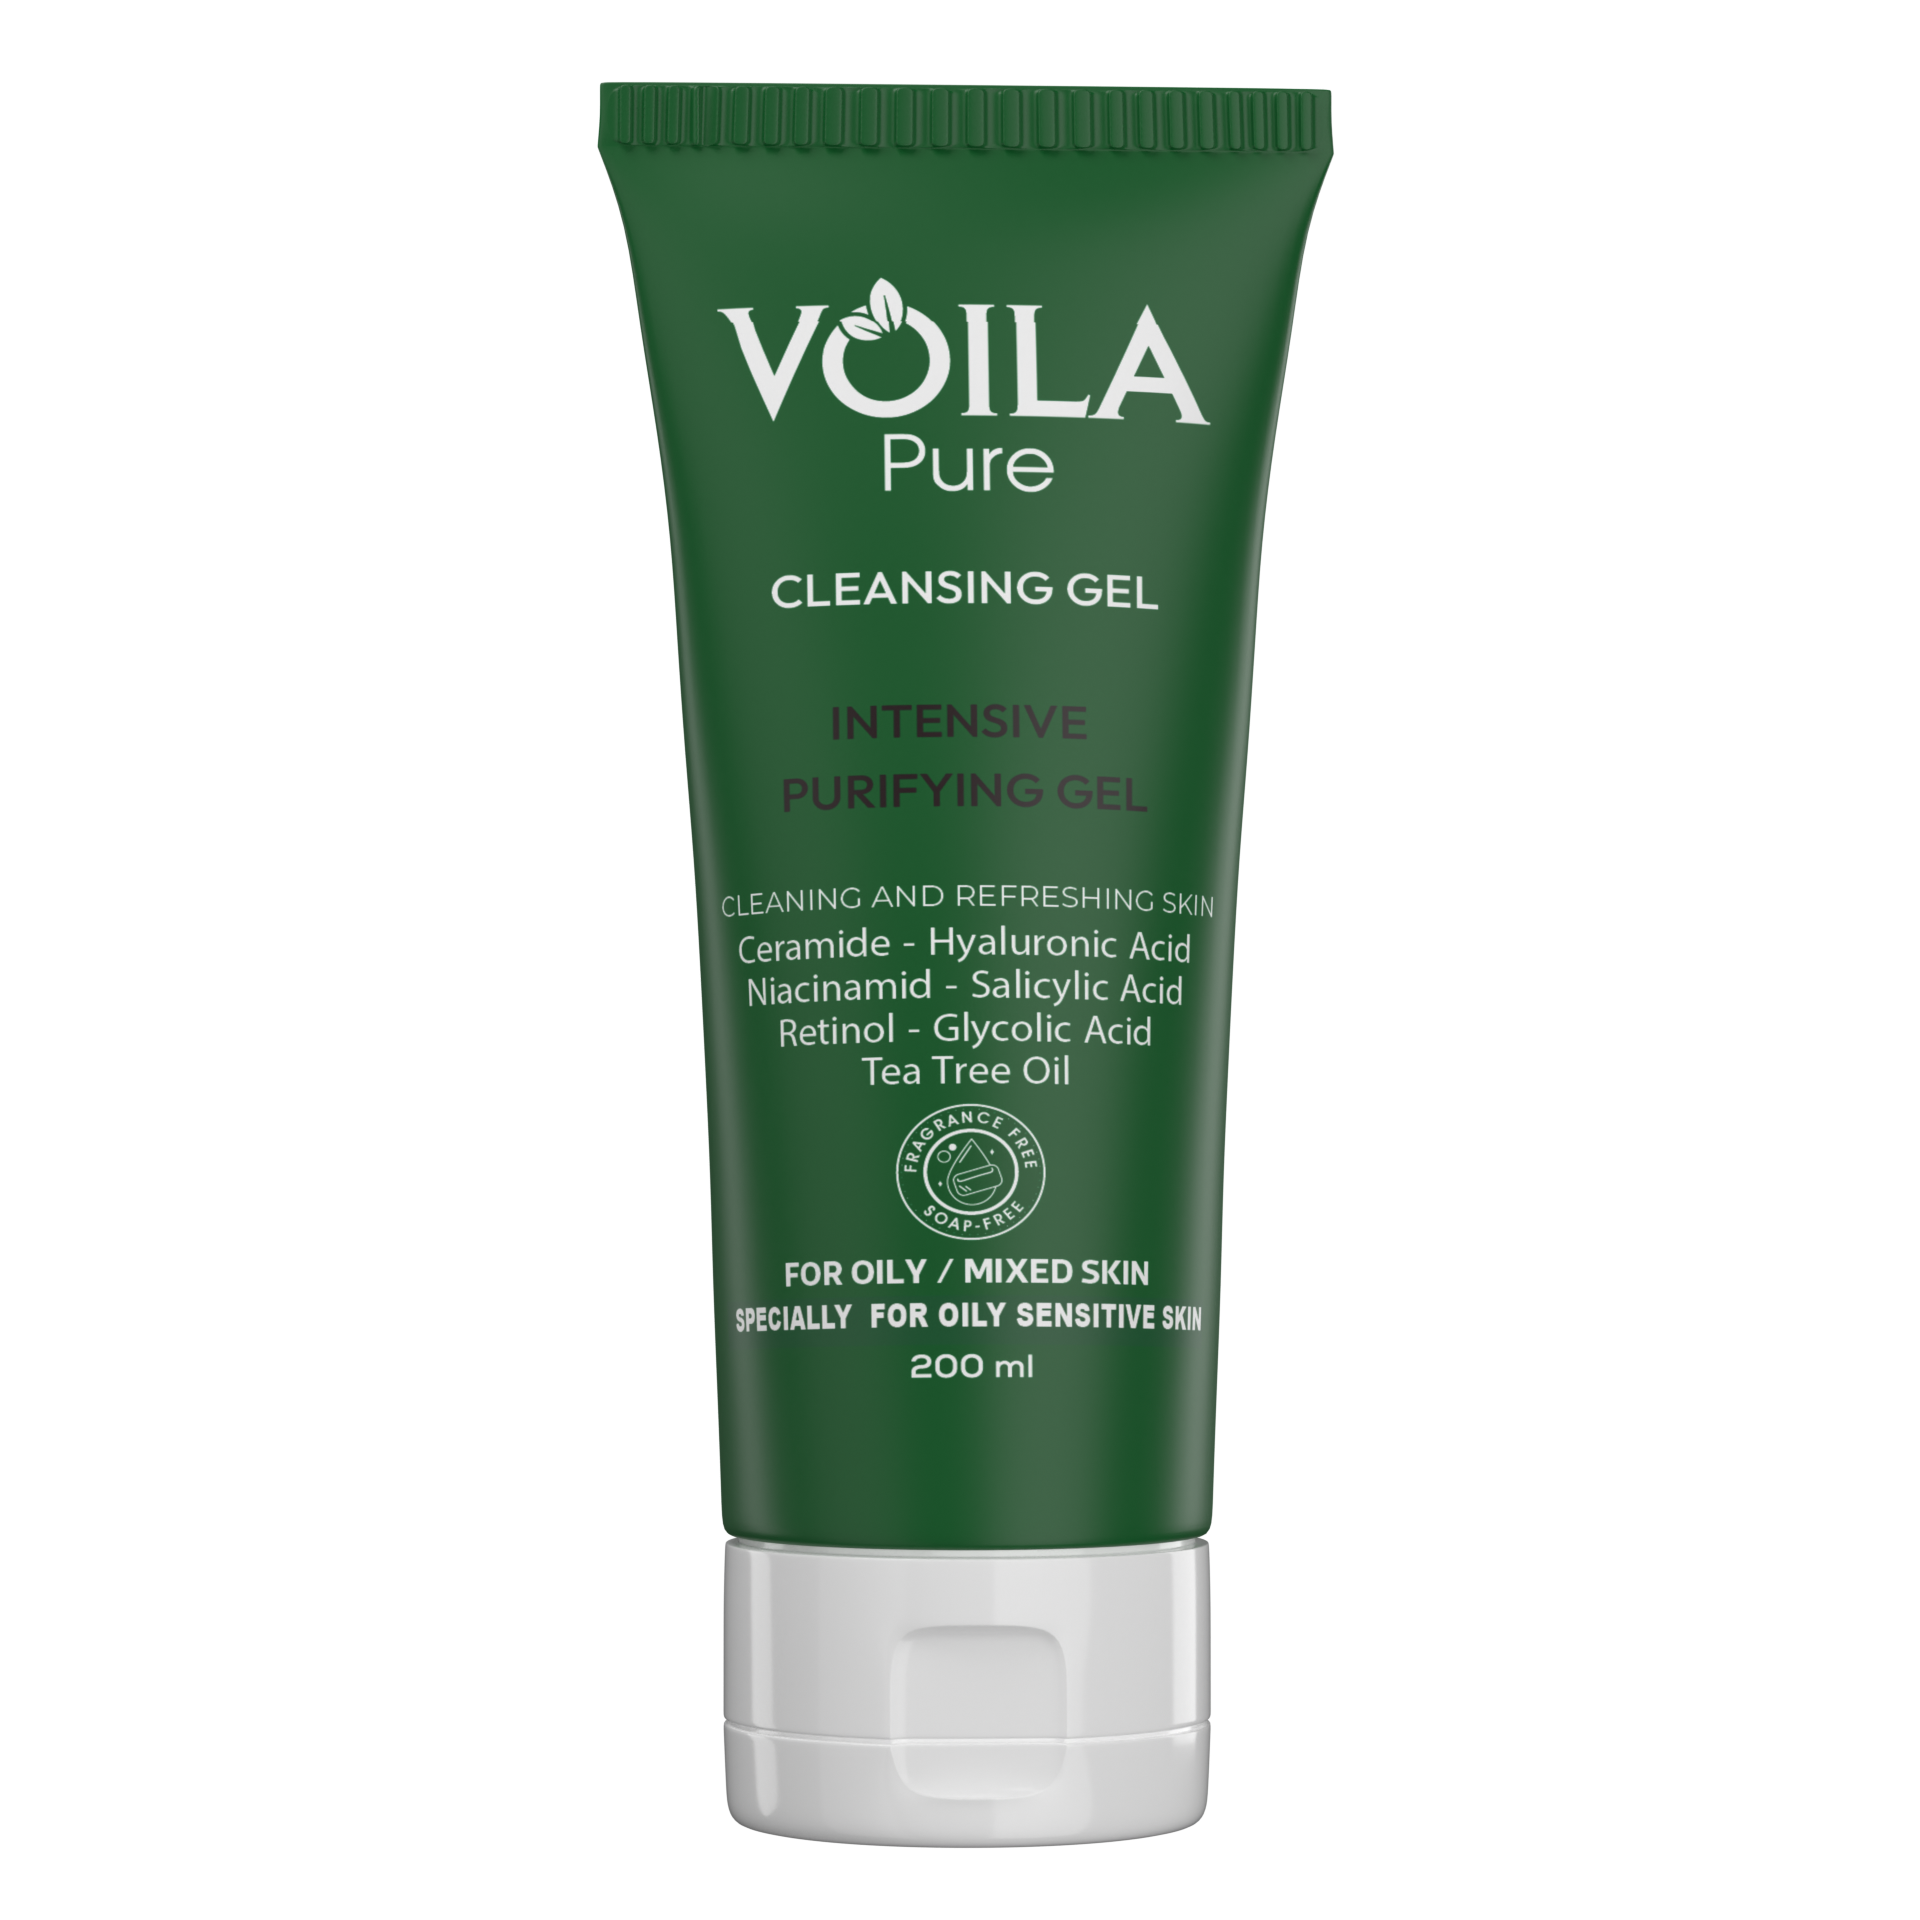 VOILA
Pure
CLEANSING GEL
INTENSIVE
PURIFYING GEL
CLEANING AND REFRESHING SKIN
Ceramide - Hyaluronic Acid
Niacinamid - Salicylic Acid
Retinol - Glycolic Acid
Tea Tree Oil
FRAGRANCE FREE
SOAP-FREE
FOR OILY / MIXED SKIN
SPECIALLY FOR OILY SENSITIVE SKIN
200 ml